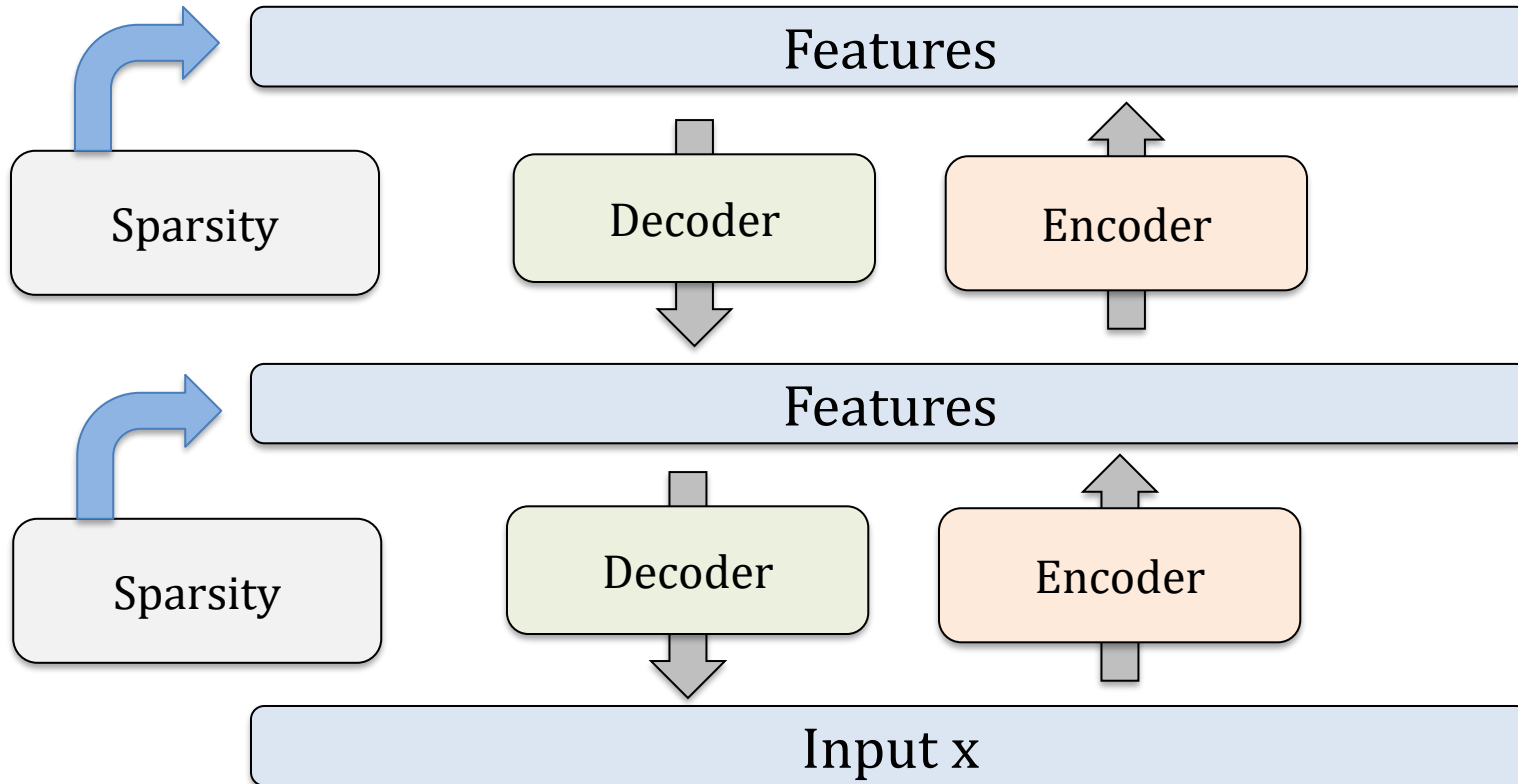 Features
Sparsity
Decoder
Encoder
Features
Sparsity
Decoder
Encoder
Input x